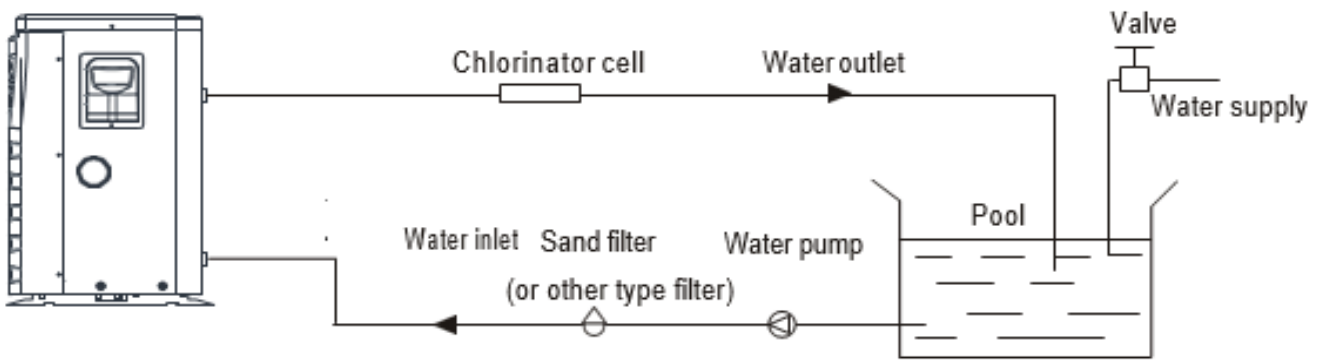 Valve
Chlorinator cell
Water outlet
Water supply
Pool
Water inlet
Sand filter
(or other type filter)
Water pump